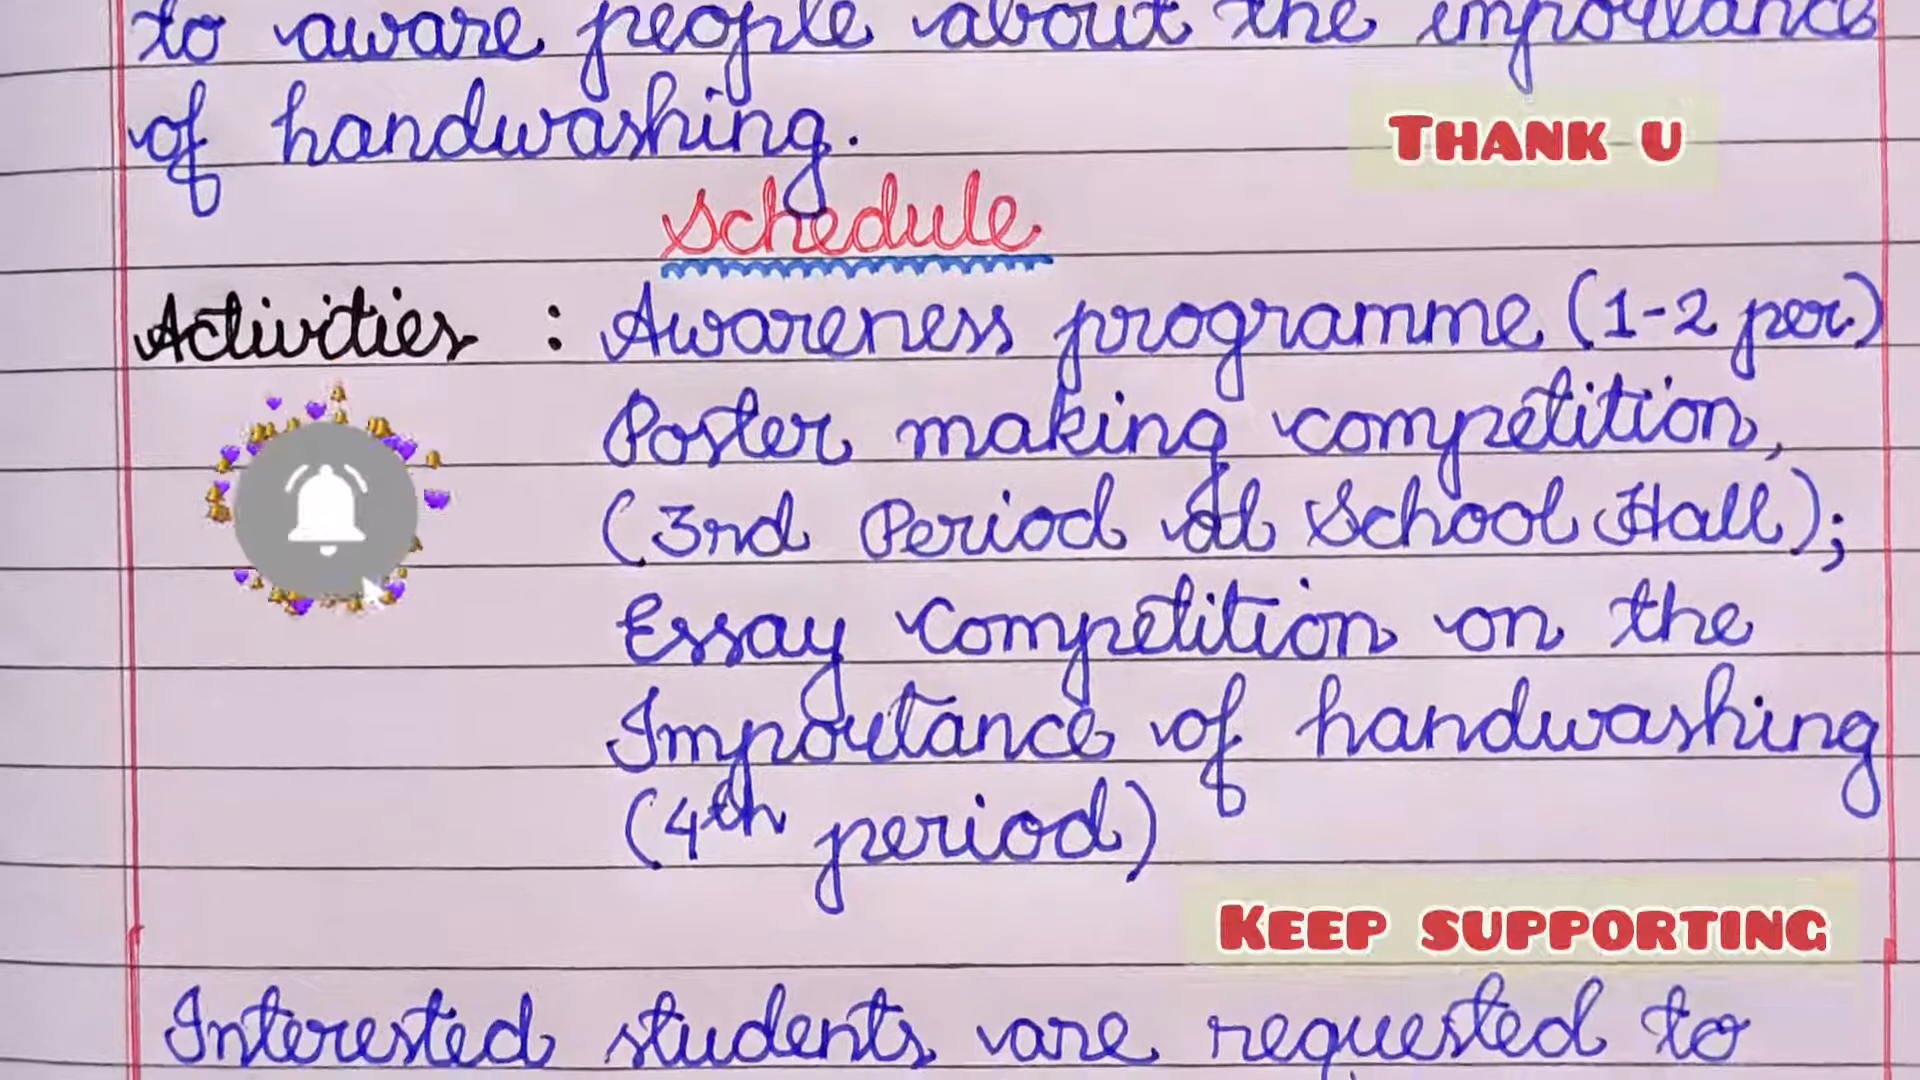 to aware people about the importance
of handwashing.
THANK U
Schedule
Activities : Awareness programme (1-2 per)
Poster making competition,
(3rd Period at School Hall);
Essay Competition on the
Importance of handwashing
(4th period)
KEEP SUPPORTING
Interested students are requested to